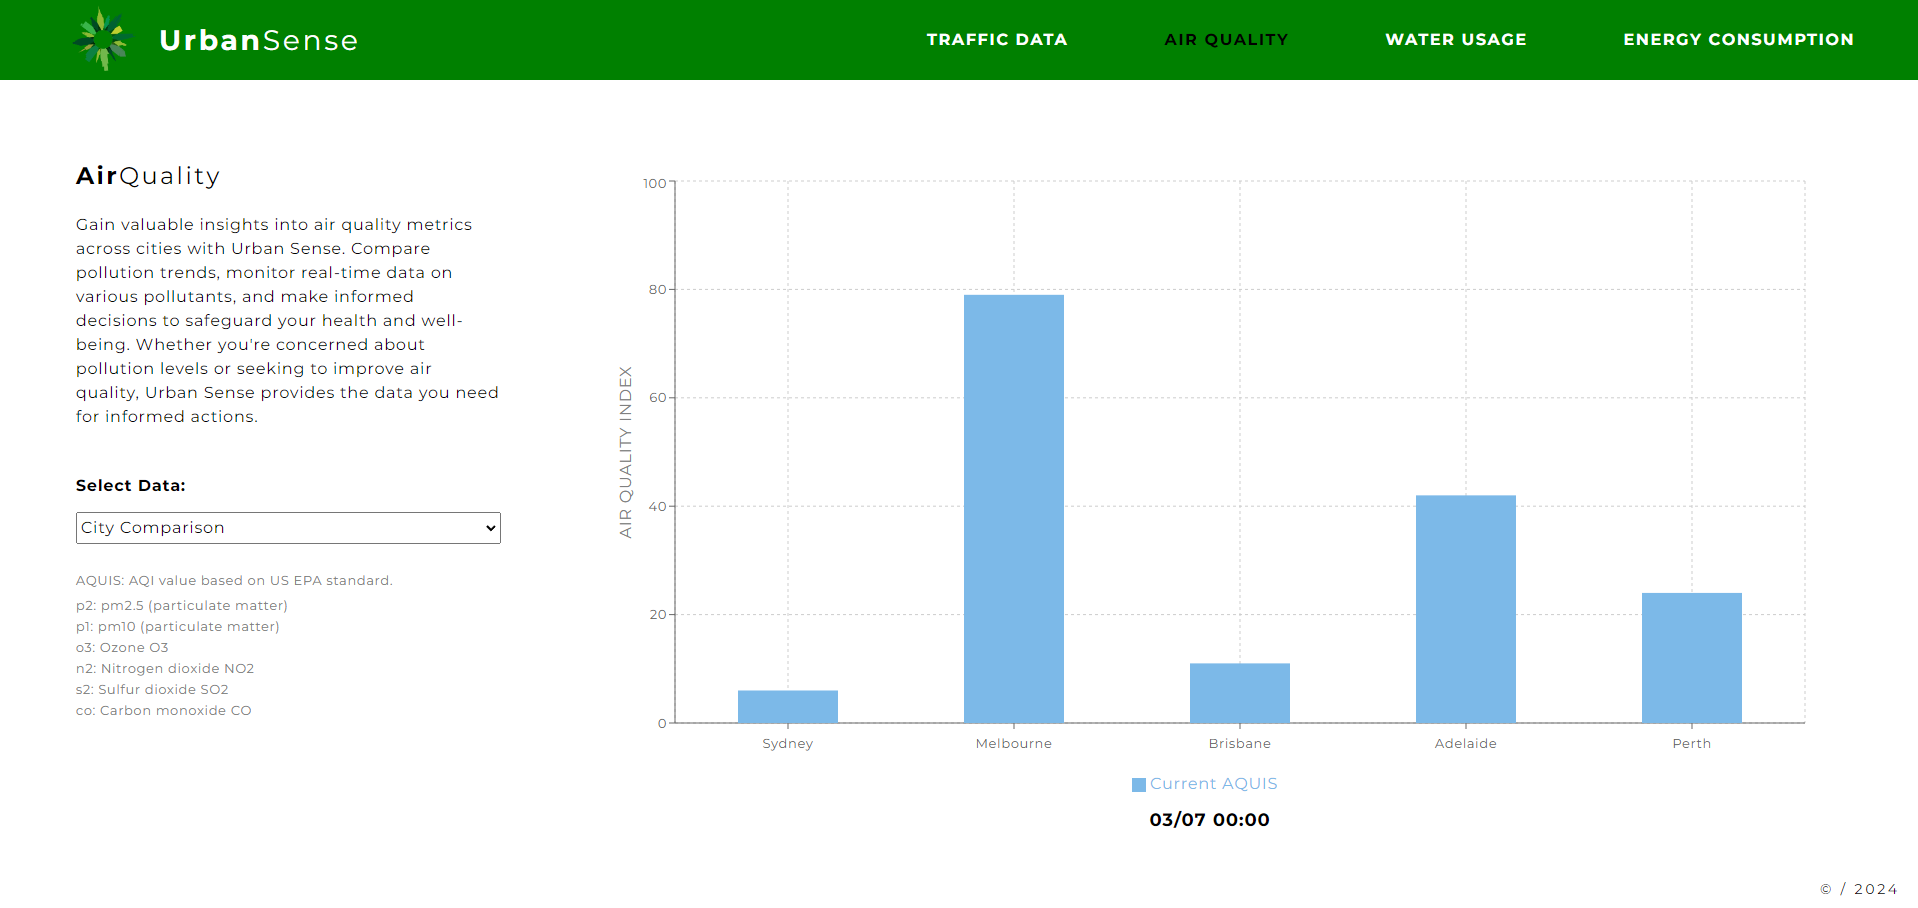 UrbanSense
TRAFFIC DATA
AIR QUALITY
WATER USAGE
ENERGY CONSUMPTION
AirQuality
Gain valuable insights into air quality metrics
across cities with Urban Sense. Compare
pollution trends, monitor real-time data on
various pollutants, and make informed
decisions to safeguard your health and well-
being. Whether you're concerned about
pollution levels or seeking to improve air
quality, Urban Sense provides the data you need
for informed actions.
Select Data:
City Comparison
AQUIS: AQI value based on US EPA standard.
p2: pm2.5 (particulate matter)
p1: pm10 (particulate matter)
o3: Ozone O3
n2: Nitrogen dioxide NO2
s2: Sulfur dioxide SO2
co: Carbon monoxide CO
AIR QUALITY INDEX
100
80
60
40
20
0
Sydney
Melbourne
Brisbane
Adelaide
Perth
Current AQUIS
03/07 00:00
© / 2024